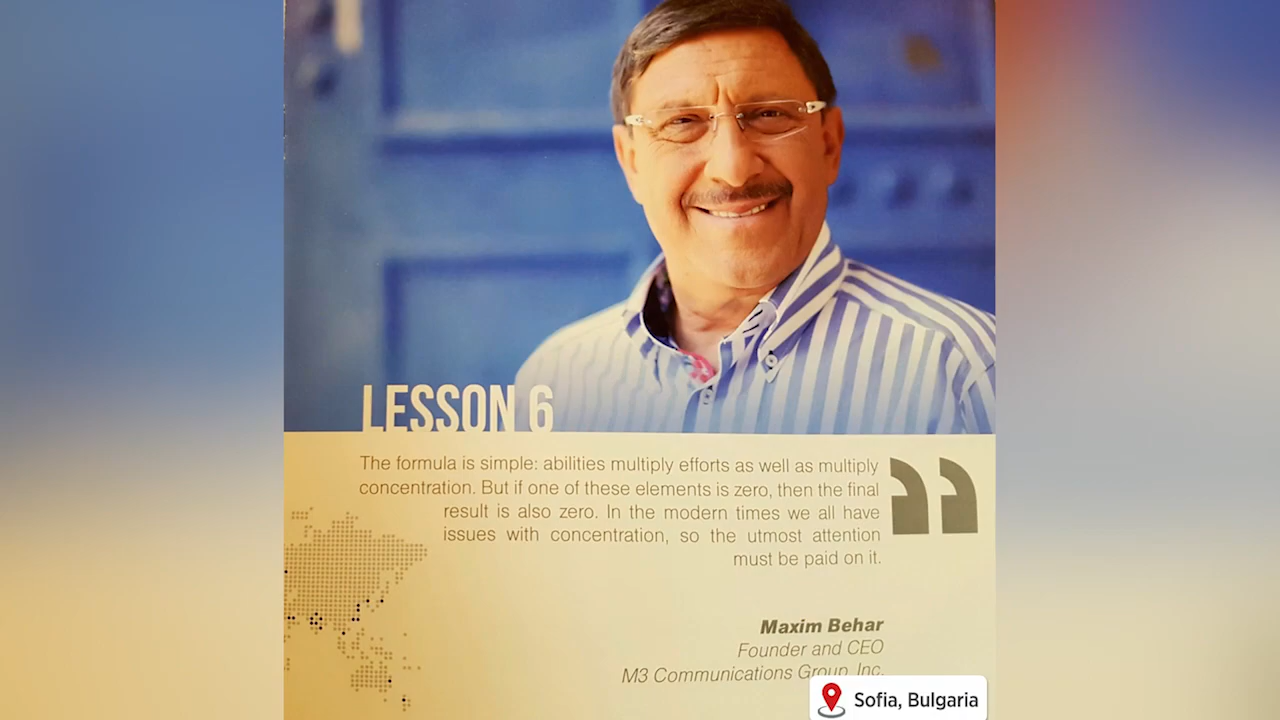 LESSON 6
The formula is simple: abilities multiply efforts as well as multiply
concentration. But if one of these elements is zero, then the final
result is also zero. In the modern times we all have
issues with concentration, so the utmost attention
must be paid on it.
Maxim Behar
Founder and CEO
M3 Communications Group, Inc.
Sofia, Bulgaria